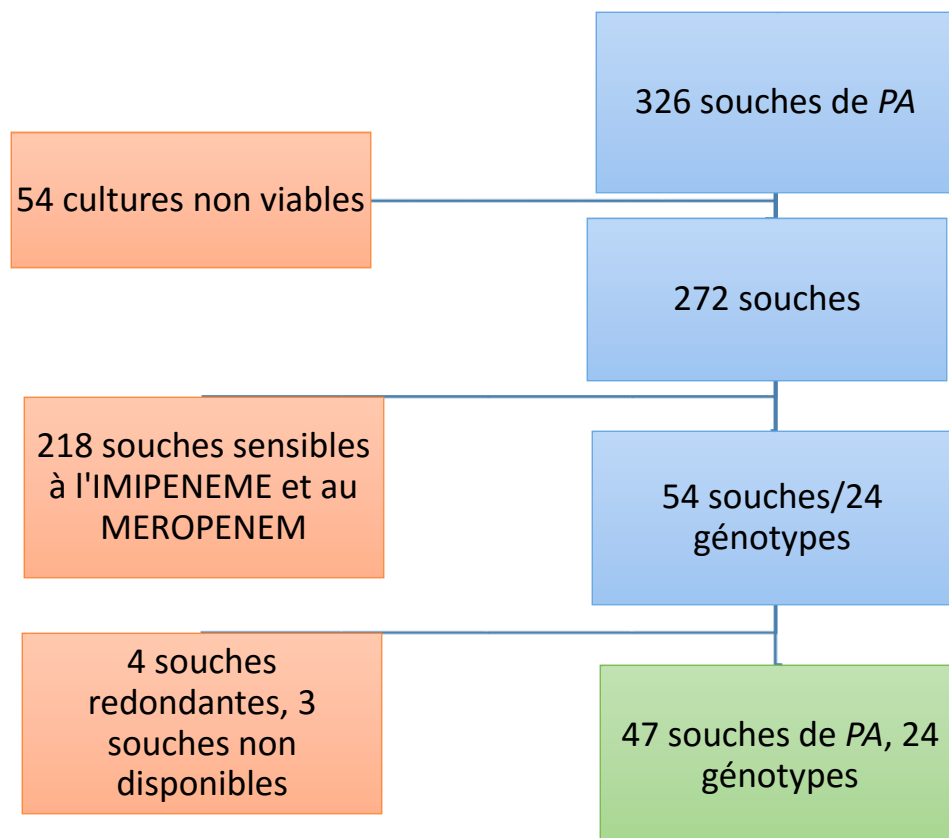 326 souches de PA
54 cultures non viables
272 souches
218 souches sensibles
à l'IMIPENEME et au
MEROPENEM
54 souches/24
génotypes
4 souches
redondantes, 3
souches non
disponibles
47 souches de PA, 24
génotypes